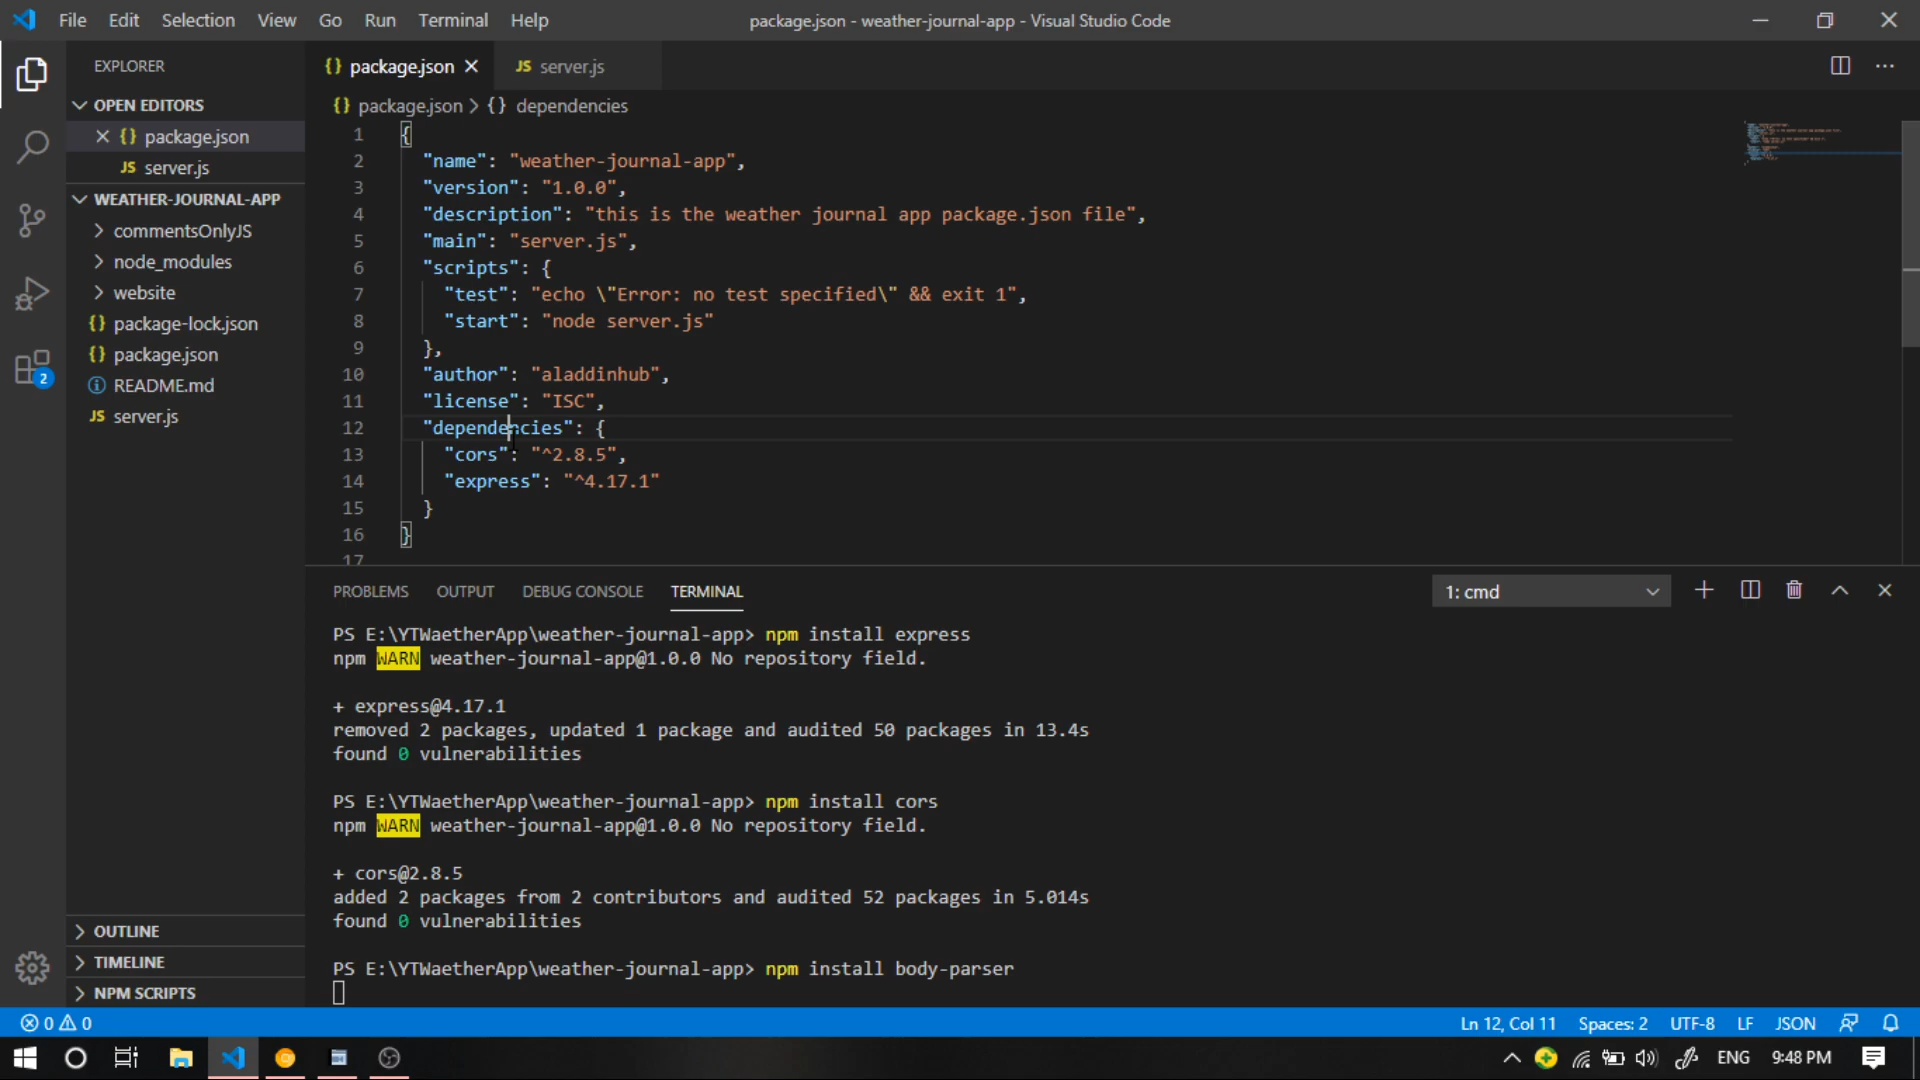 File Edit Selection View Go Run Terminal Help
package.json - weather-journal-app - Visual Studio Code
EXPLORER
OPEN EDITORS
{} package.json
JS server.js
WEATHER-JOURNAL-APP
commentsOnlyJS
node_modules
website
{} package-lock.json
{} package.json
README.md
JS server.js
OUTLINE
TIMELINE
NPM SCRIPTS
2
{} package.json
JS server.js
{} package.json > {} dependencies
1 {
2 "name": "weather-journal-app",
3 "version": "1.0.0",
4 "description": "this is the weather journal app package.json file",
5 "main": "server.js",
6 "scripts": {
7 "test": "echo \"Error: no test specified\" && exit 1",
8 "start": "node server.js"
9 },
10 "author": "aladdinhub",
11 "license": "ISC",
12 "dependencies": {
13 "cors": "^2.8.5",
14 "express": "^4.17.1"
15 }
16 }
17
PROBLEMS OUTPUT DEBUG CONSOLE TERMINAL
1: cmd
PS E:\YTWaetherApp\weather-journal-app> npm install express
npm WARN weather-journal-app@1.0.0 No repository field.
+ express@4.17.1
removed 2 packages, updated 1 package and audited 50 packages in 13.4s
found 0 vulnerabilities
PS E:\YTWaetherApp\weather-journal-app> npm install cors
npm WARN weather-journal-app@1.0.0 No repository field.
+ cors@2.8.5
added 2 packages from 2 contributors and audited 52 packages in 5.014s
found 0 vulnerabilities
PS E:\YTWaetherApp\weather-journal-app> npm install body-parser
0 0
Ln 12, Col 11 Spaces: 2 UTF-8 LF JSON
ENG 9:48 PM